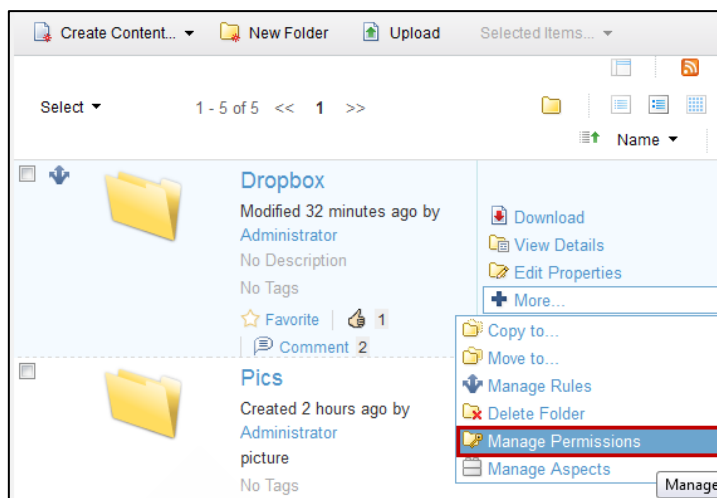 Create Content... New Folder Upload Selected Items...
Select 1 - 5 of 5 << 1 >>
Name
Dropbox
Modified 32 minutes ago by
Administrator
No Description
No Tags
Favorite 1
Comment 2
Download
View Details
Edit Properties
More...
Copy to...
Move to...
Manage Rules
Delete Folder
Manage Permissions
Manage Aspects
Manage
Pics
Created 2 hours ago by
Administrator
picture
No Tags